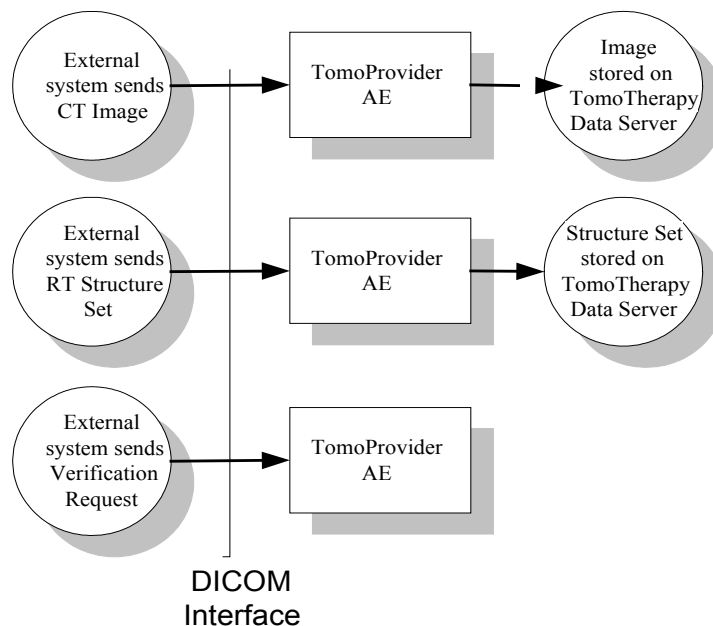 External
system sends
CT Image
TomoProvider
AE
Image
stored on
TomoTherapy
Data Server
External
system sends
RT Structure
Set
TomoProvider
AE
Structure Set
stored on
TomoTherapy
Data Server
External
system sends
Verification
Request
TomoProvider
AE
DICOM
Interface